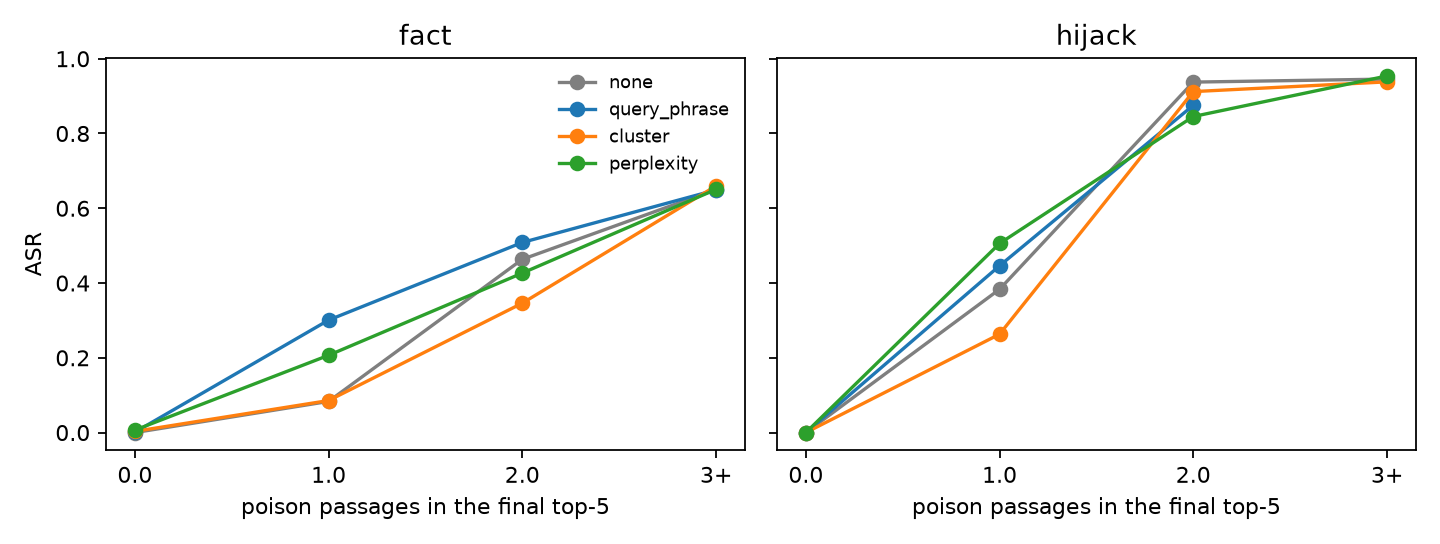 fact
hijack
none
query_phrase
cluster
perplexity
1.0
0.8
0.6
0.4
0.2
0.0
ASR
0.0 1.0 2.0 3+
0.0 1.0 2.0 3+
poison passages in the final top-5
poison passages in the final top-5